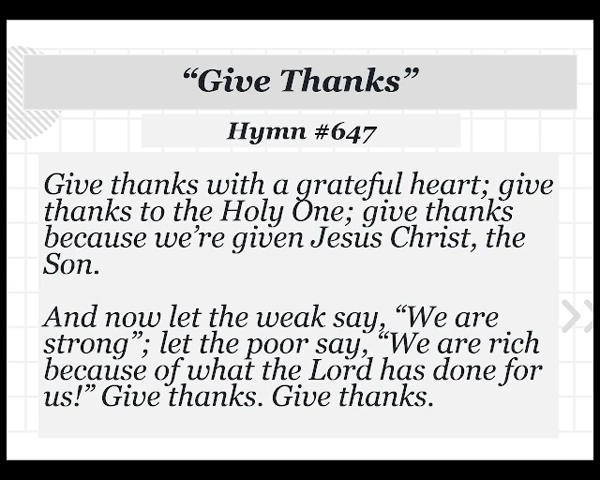 “Give Thanks”
Hymn #647
Give thanks with a grateful heart; give
thanks to the Holy One; give thanks
because we’re given Jesus Christ, the
Son.
And now let the weak say, “We are
strong”; let the poor say, “We are rich
because of what the Lord has done for
us!” Give thanks. Give thanks.